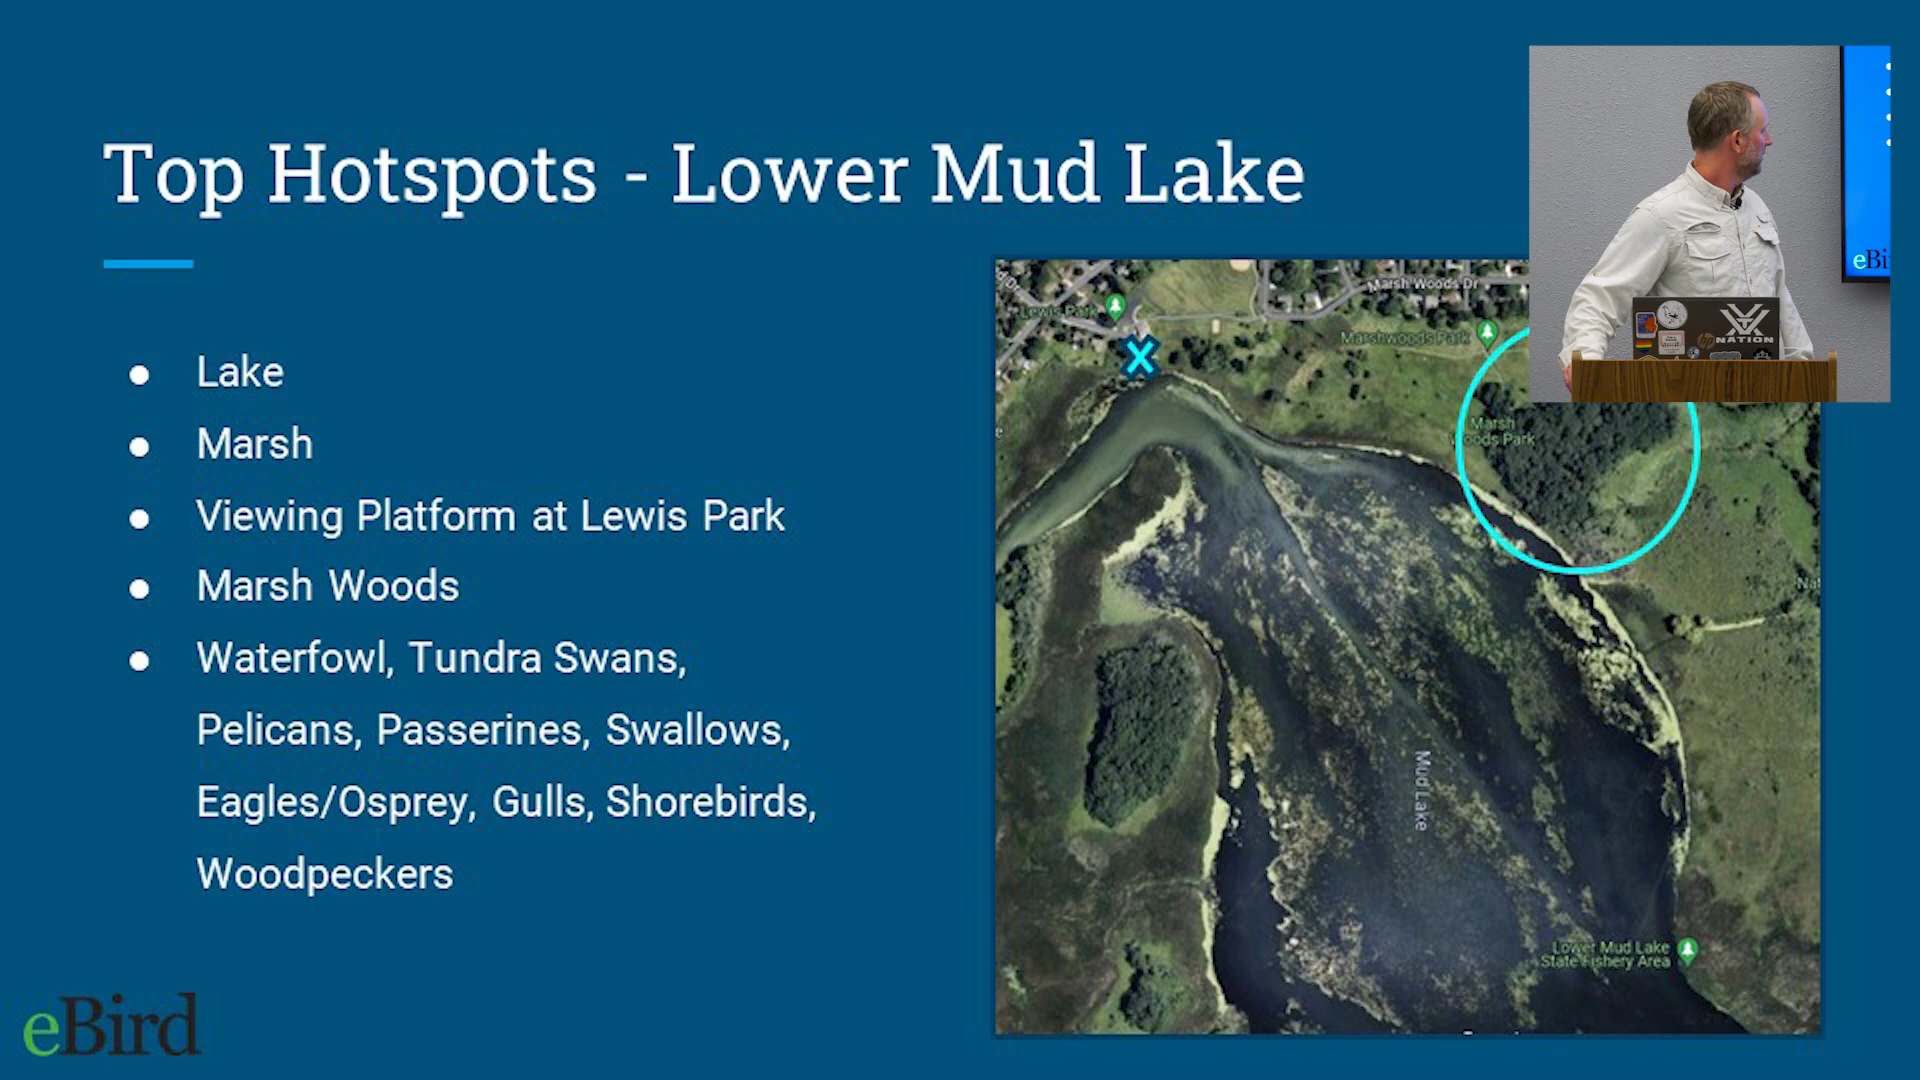 Top Hotspots - Lower Mud Lake
Lake
Marsh
Viewing Platform at Lewis Park
Marsh Woods
Waterfowl, Tundra Swans,
Pelicans, Passerines, Swallows,
Eagles/Osprey, Gulls, Shorebirds,
Woodpeckers
Lewis Park
Marsh Woods Dr
Marshwoods Park
Marsh
Woods Park
Mud Lake
Lower Mud Lake
State Fishery Area
NATION
hp
eBi
eBird